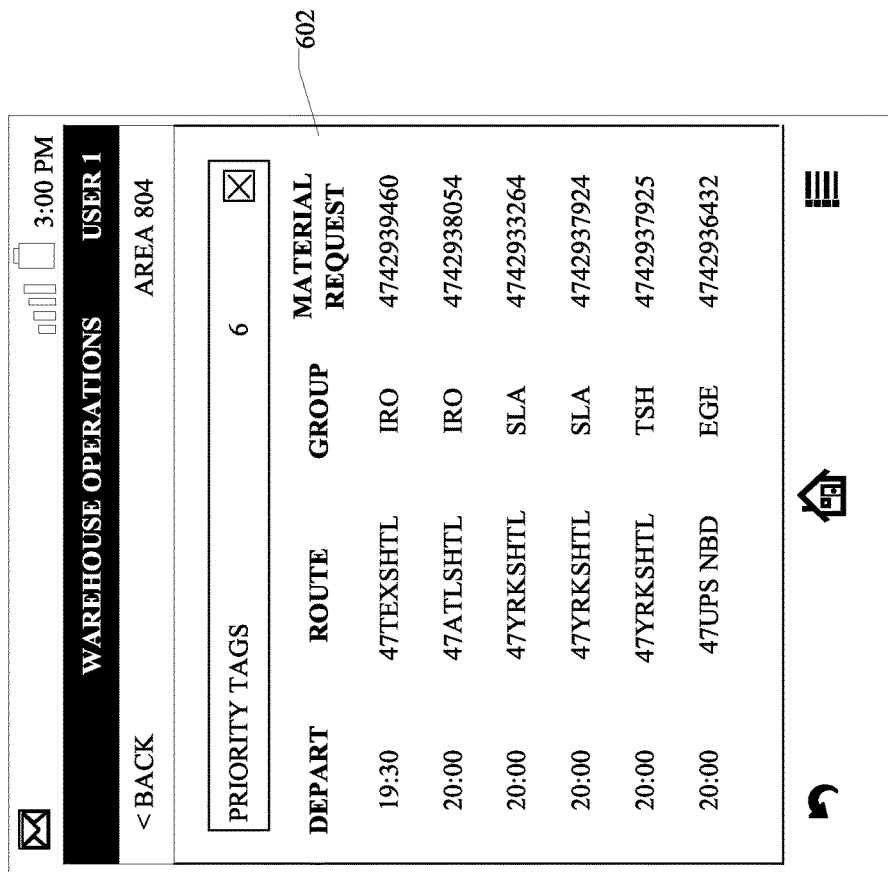 3:00 PM
WAREHOUSE OPERATIONS USER 1
< BACK AREA 804
PRIORITY TAGS 6
DEPART ROUTE GROUP MATERIAL REQUEST
19:30 47TEXSHTL IRO 4742939460
20:00 47ATLSHTL IRO 4742938054
20:00 47YRKSHTL SLA 4742933264
20:00 47YRKSHTL SLA 4742937924
20:00 47YRKSHTL TSH 4742937925
20:00 47UPS NBD EGE 4742936432
602